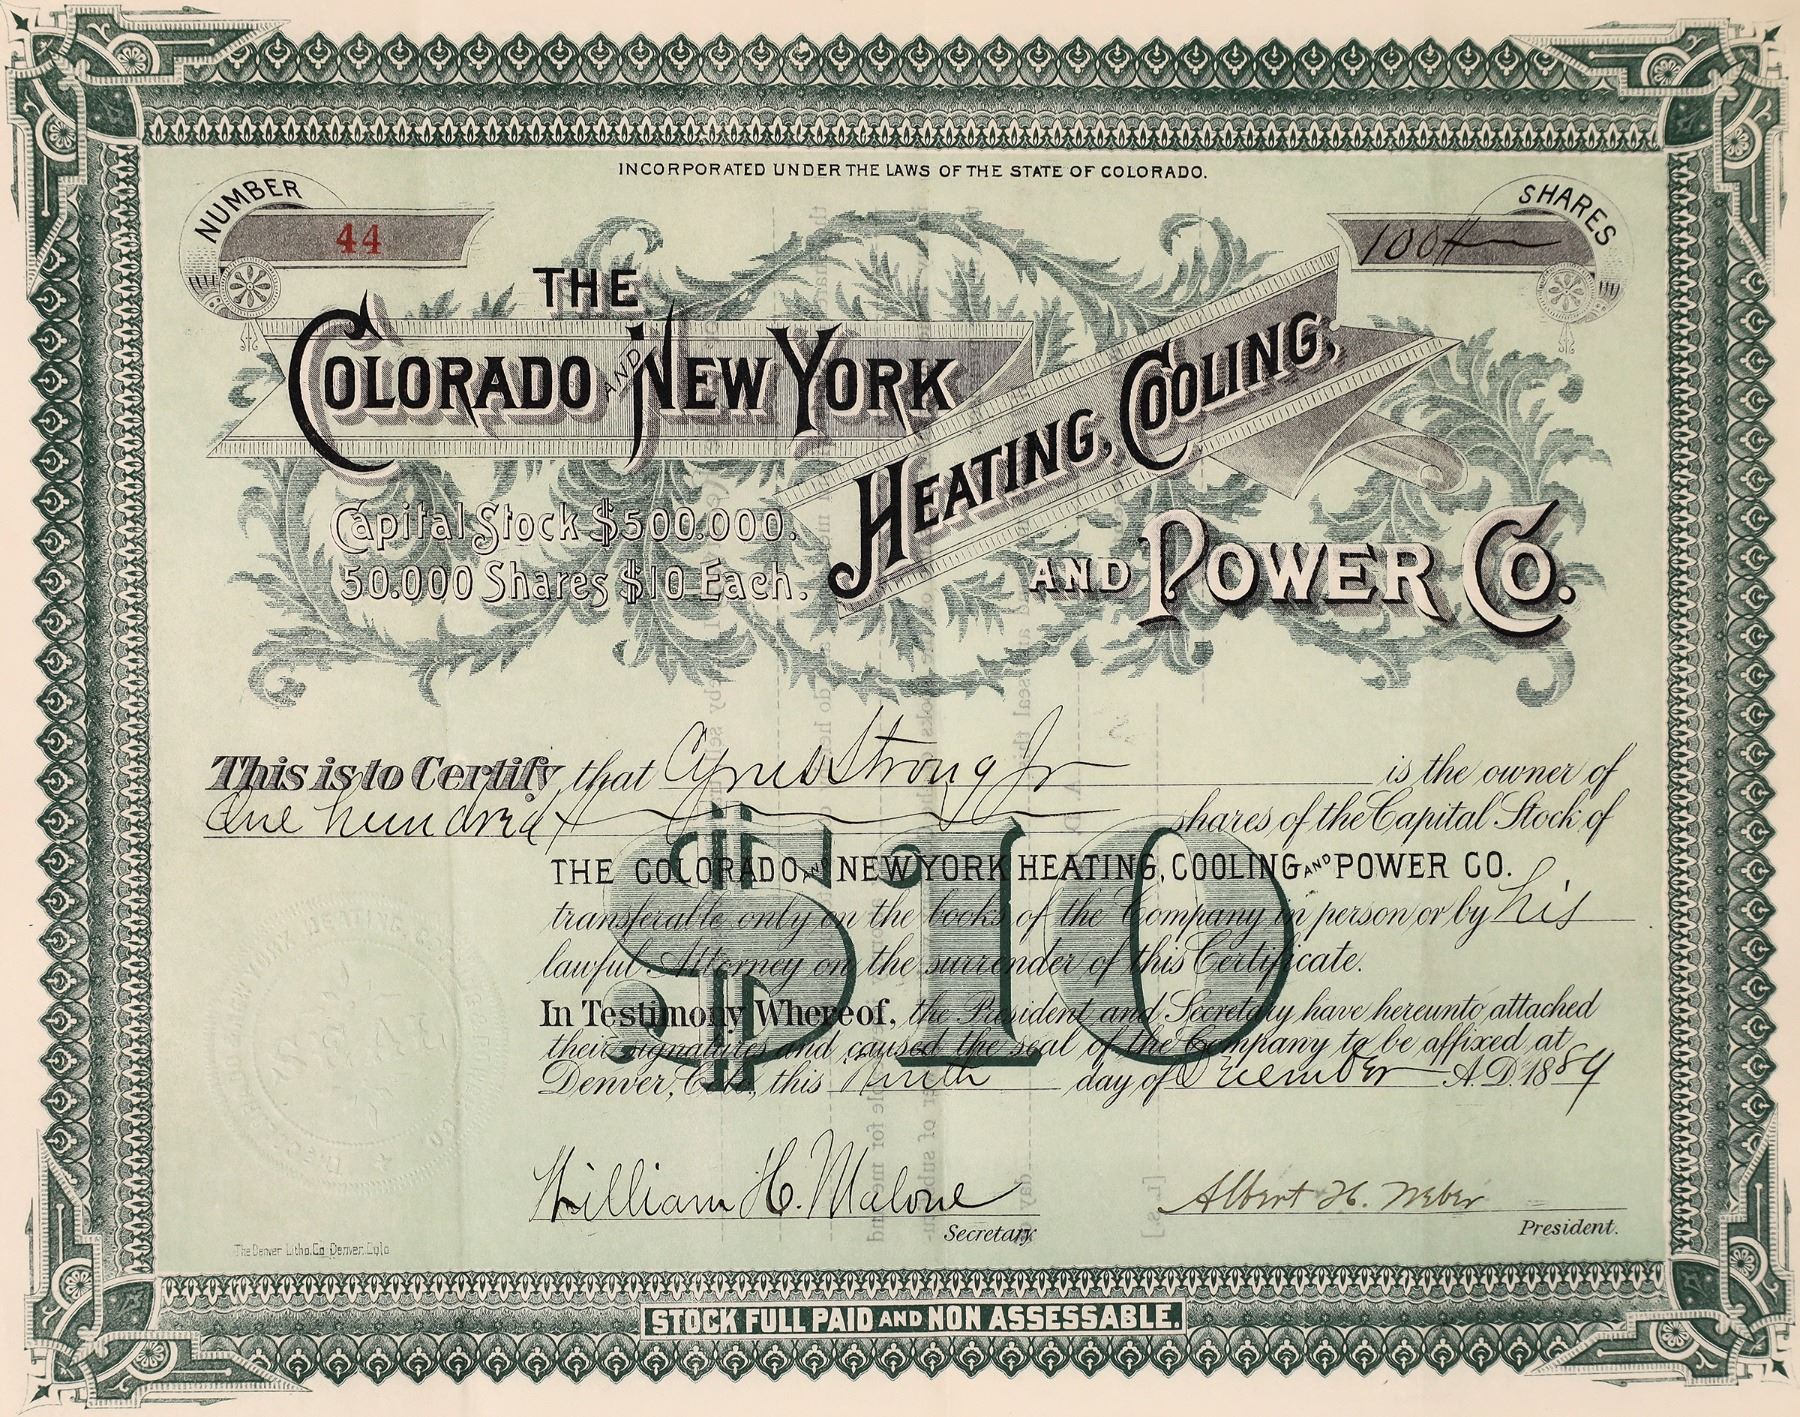 INCORPORATED UNDER THE LAWS OF THE STATE OF COLORADO.
NUMBER
44
SHARES
100
THE
COLORADO AND NEW YORK
HEATING, COOLING,
AND POWER CO.
Capital Stock $500.000.
50.000 Shares $10 Each.
This is to Certify that Cyrus Strong Jr is the owner of
One hundred shares of the Capital Stock of
$10
THE COLORADO AND NEW YORK HEATING, COOLING AND POWER CO.
transferable only on the books of the Company in person or by his
lawful Attorney on the surrender of this Certificate.
In Testimony Whereof, the President and Secretary have hereunto attached
their signatures and caused the seal of the Company to be affixed at
Denver, Colo., this Ninth day of December A.D. 1889
William H. Malone
Secretary.
Albert H. Weber
President.
The Denver Litho. Co. Denver. Colo
STOCK FULL PAID AND NON ASSESSABLE.